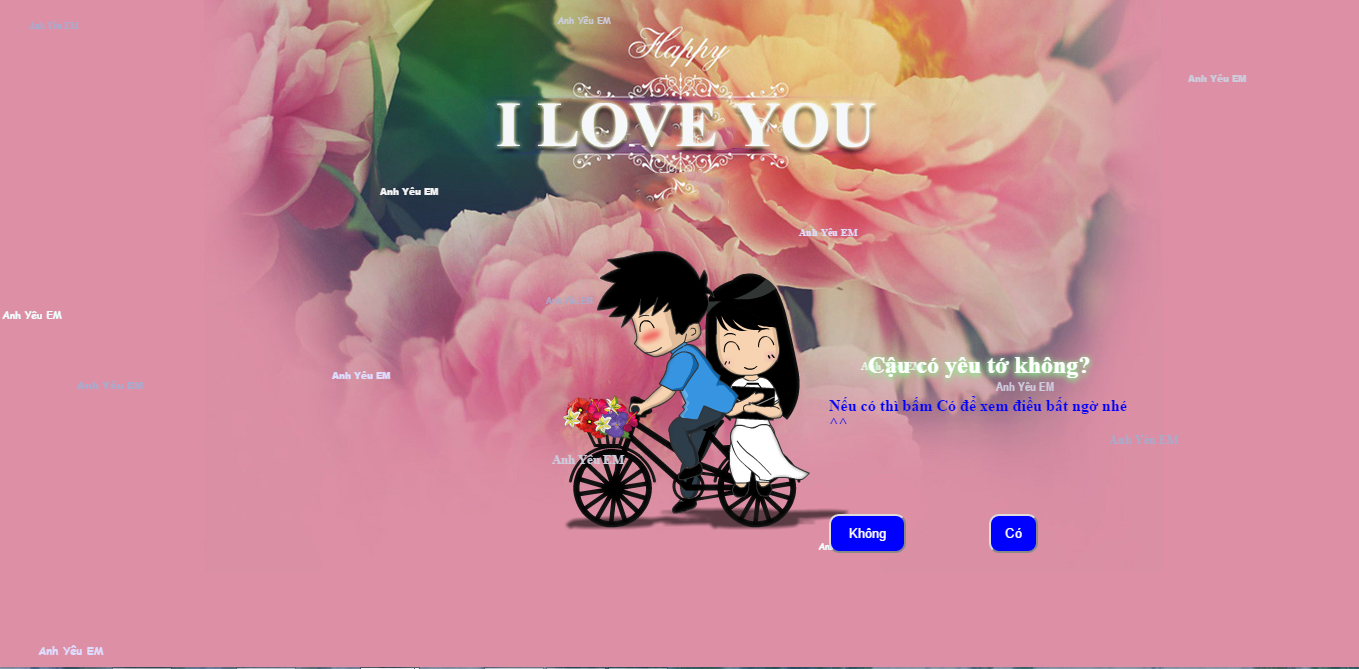 Anh Yêu EM
Anh Yêu EM
Happy
I LOVE YOU
Anh Yêu EM
Anh Yêu EM
Anh Yêu EM
Anh Yêu EM
Anh Yêu EM
Cậu có yêu tớ không?
Anh Yêu EM
Anh Yêu EM
Anh Yêu EM
Nếu có thì bấm Có để xem điều bất ngờ nhé
^^
Anh Yêu EM
Anh Yêu EM
Không
Có
Anh Yêu EM